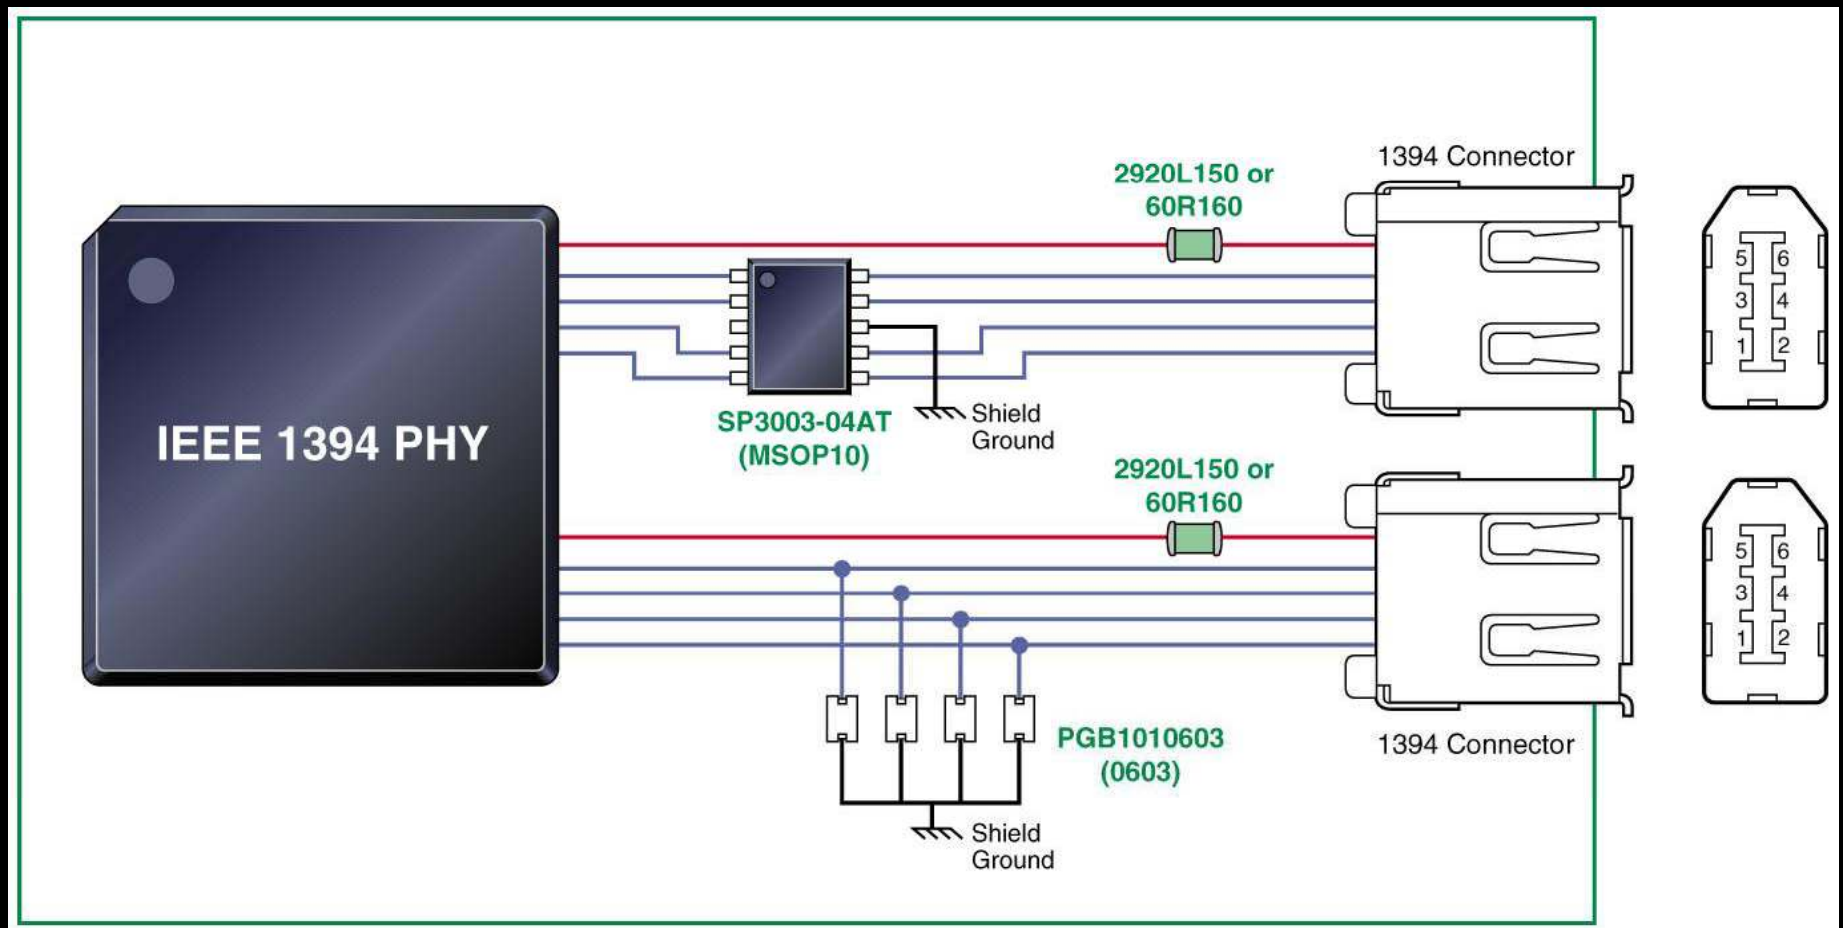 1394 Connector
2920L150 or
60R160
5 6
3 4
1 2
IEEE 1394 PHY
SP3003-04AT
(MSOP10)
Shield
Ground
2920L150 or
60R160
5 6
3 4
1 2
PGB1010603
(0603)
1394 Connector
Shield
Ground